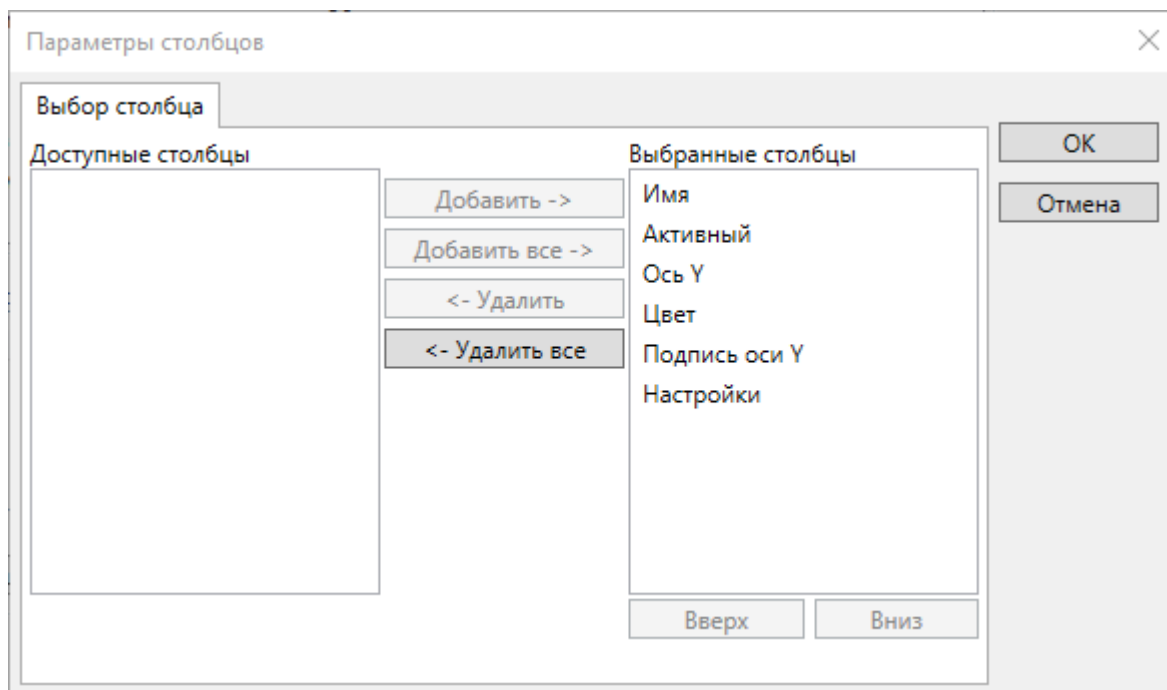 Параметры столбцов
Выбор столбца
Доступные столбцы
Добавить ->
Добавить все ->
<- Удалить
<- Удалить все
Выбранные столбцы
Имя
Активный
Ось Y
Цвет
Подпись оси Y
Настройки
Вверх
Вниз
ОК
Отмена